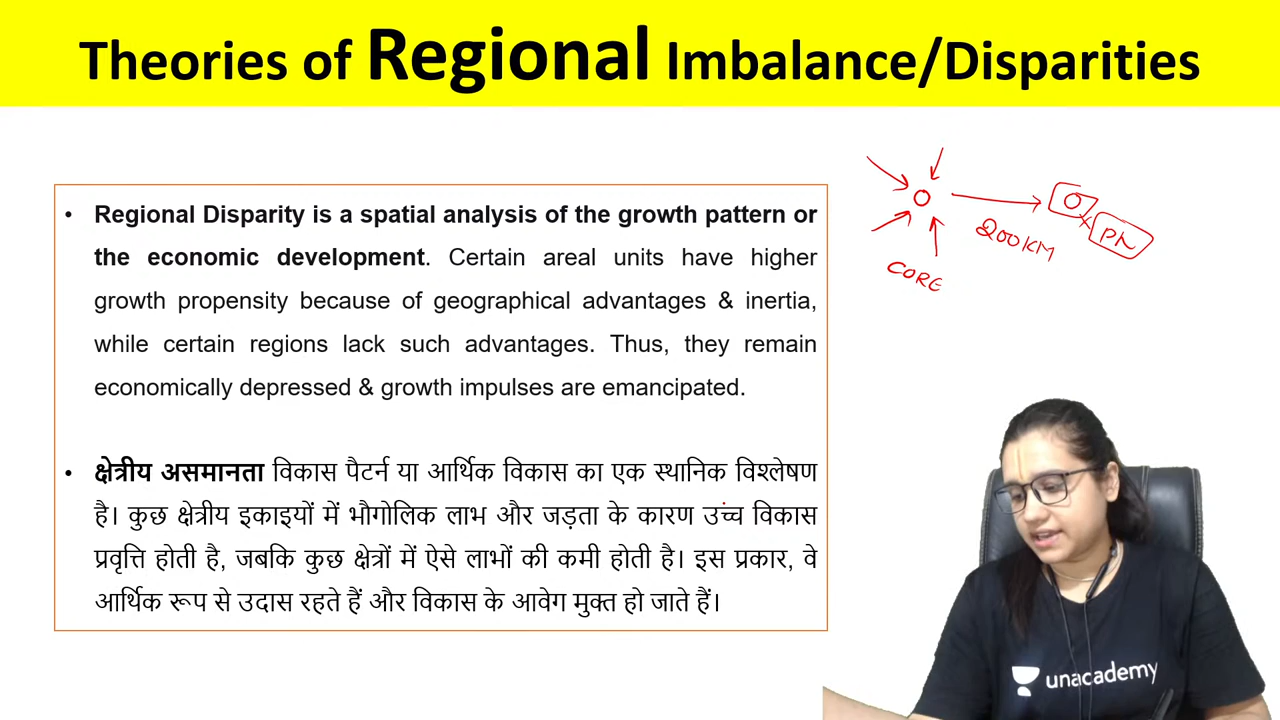 Theories of Regional Imbalance/Disparities
• Regional Disparity is a spatial analysis of the growth pattern or
the economic development. Certain areal units have higher
growth propensity because of geographical advantages & inertia,
while certain regions lack such advantages. Thus, they remain
economically depressed & growth impulses are emancipated.
• क्षेत्रीय असमानता विकास पैटर्न या आर्थिक विकास का एक स्थानिक विश्लेषण
है। कुछ क्षेत्रीय इकाइयों में भौगोलिक लाभ और जड़ता के कारण उच्च विकास
प्रवृत्ति होती है, जबकि कुछ क्षेत्रों में ऐसे लाभों की कमी होती है। इस प्रकार, वे
आर्थिक रूप से उदास रहते हैं और विकास के आवेग मुक्त हो जाते हैं।
200KM
CORE
unacademy